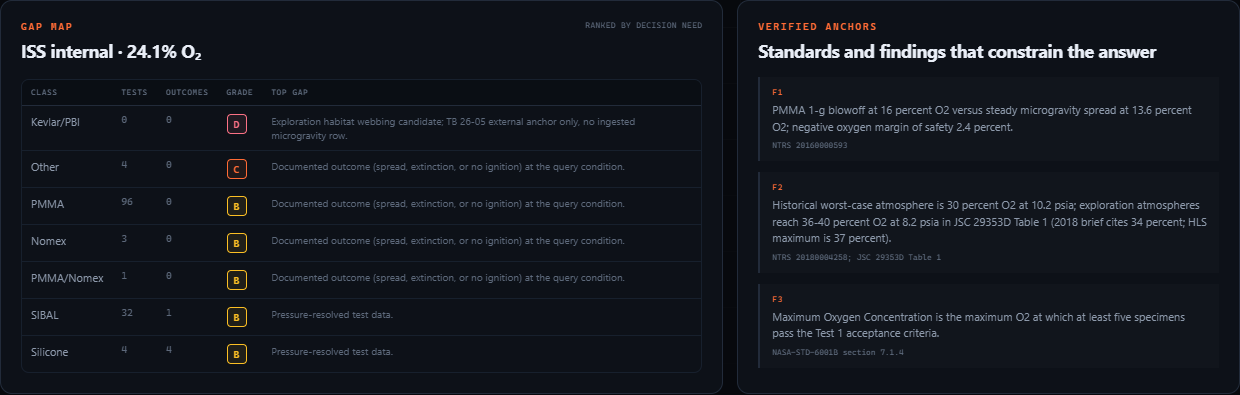 GAP MAP
RANKED BY DECISION NEED
ISS internal · 24.1% O₂
CLASS TESTS OUTCOMES GRADE TOP GAP
Kevlar/PBI 0 0 D Exploration habitat webbing candidate; TB 26-05 external anchor only, no ingested
microgravity row.
Other 4 0 C Documented outcome (spread, extinction, or no ignition) at the query condition.
PMMA 96 0 B Documented outcome (spread, extinction, or no ignition) at the query condition.
Nomex 3 0 B Documented outcome (spread, extinction, or no ignition) at the query condition.
PMMA/Nomex 1 0 B Documented outcome (spread, extinction, or no ignition) at the query condition.
SIBAL 32 1 B Pressure-resolved test data.
Silicone 4 4 B Pressure-resolved test data.
VERIFIED ANCHORS
Standards and findings that constrain the answer
F1
PMMA 1-g blowoff at 16 percent O2 versus steady microgravity spread at 13.6 percent
O2; negative oxygen margin of safety 2.4 percent.
NTRS 20160000593
F2
Historical worst-case atmosphere is 30 percent O2 at 10.2 psia; exploration atmospheres
reach 36-40 percent O2 at 8.2 psia in JSC 29353D Table 1 (2018 brief cites 34 percent; HLS
maximum is 37 percent).
NTRS 20180004258; JSC 29353D Table 1
F3
Maximum Oxygen Concentration is the maximum O2 at which at least five specimens
pass the Test 1 acceptance criteria.
NASA-STD-6001B section 7.1.4